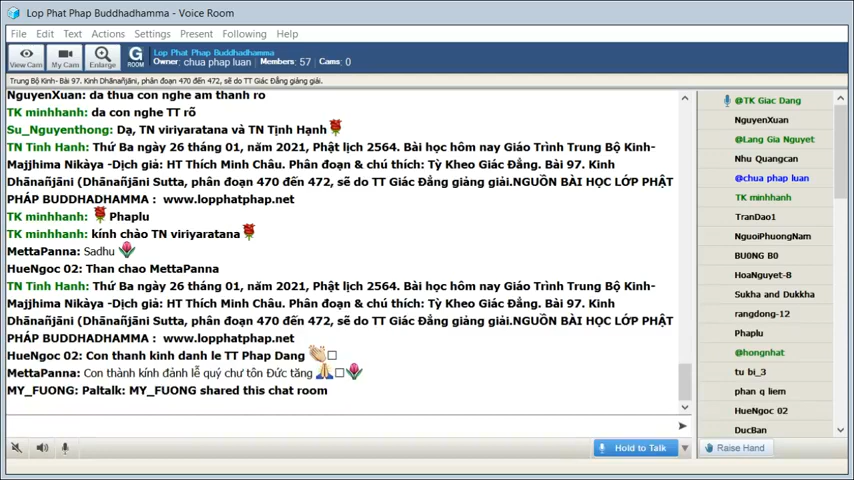 Lop Phat Phap Buddhadhamma - Voice Room
File Edit Text Actions Settings Present Following Help
View Cam
My Cam
Enlarge
G
ROOM
Lop Phat Phap Buddhadhamma
Owner: chua phap luan Members: 57 Cams: 0
Trung Bộ Kinh- Bài 97. Kinh Dhānañjāni, phân đoạn 470 đến 472, sẽ do TT Giác Đẳng giảng giải.
NguyenXuan: da thua con nghe am thanh ro
TK minhhanh: da con nghe TT rõ
Su_Nguyenthong: Dạ, TN viriyaratana và TN Tịnh Hạnh
TN Tinh Hanh: Thứ Ba ngày 26 tháng 01, năm 2021, Phật lịch 2564. Bài học hôm nay Giáo Trình Trung Bộ Kinh-
Majjhima Nikàya -Dịch giả: HT Thích Minh Châu. Phân đoạn & chú thích: Tỳ Kheo Giác Đẳng. Bài 97. Kinh
Dhānañjāni (Dhānañjāni Sutta, phân đoạn 470 đến 472, sẽ do TT Giác Đẳng giảng giải.NGUỒN BÀI HỌC LỚP PHẬT
PHÁP BUDDHADHAMMA : www.lopphatphap.net
TK minhhanh: Phaplu
TK minhhanh: kính chào TN viriyaratana
MettaPanna: Sadhu
HueNgoc 02: Than chao MettaPanna
TN Tinh Hanh: Thứ Ba ngày 26 tháng 01, năm 2021, Phật lịch 2564. Bài học hôm nay Giáo Trình Trung Bộ Kinh-
Majjhima Nikàya -Dịch giả: HT Thích Minh Châu. Phân đoạn & chú thích: Tỳ Kheo Giác Đẳng. Bài 97. Kinh
Dhānañjāni (Dhānañjāni Sutta, phân đoạn 470 đến 472, sẽ do TT Giác Đẳng giảng giải.NGUỒN BÀI HỌC LỚP PHẬT
PHÁP BUDDHADHAMMA : www.lopphatphap.net
HueNgoc 02: Con thanh kinh danh le TT Phap Dang
MettaPanna: Con thành kính đảnh lễ quý chư tôn Đức tăng
MY_FUONG: Paltalk: MY_FUONG shared this chat room
Hold to Talk
@TK Giac Dang
NguyenXuan
@Lang Gia Nguyet
Nhu Quangcan
@chua phap luan
TK minhhanh
TranDao1
NguoiPhuongNam
BU0NG B0
HoaNguyet-8
Sukha and Dukkha
rangdong-12
Phaplu
@hongnhat
tu bi_3
phan q liem
HueNgoc 02
DucBan
Raise Hand